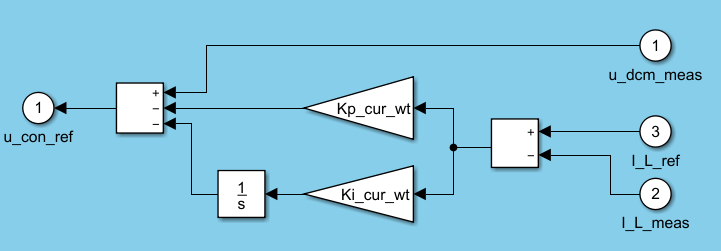 1
u_dcm_meas
+
−
−
1
u_con_ref
Kp_cur_wt
+
−
3
I_L_ref
1
s
Ki_cur_wt
2
I_L_meas